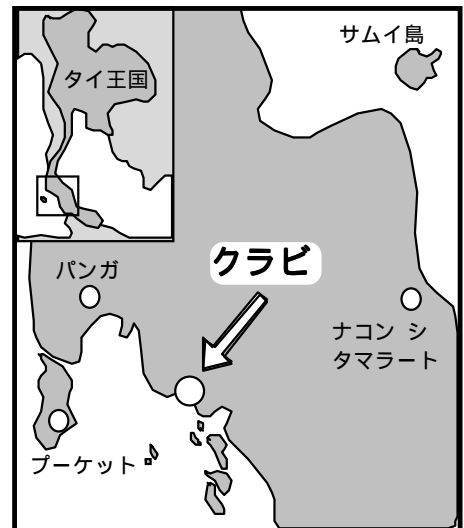 サムイ島
タイ王国
クラビ
パンガ
ナコン シ
タマラート
プーケット